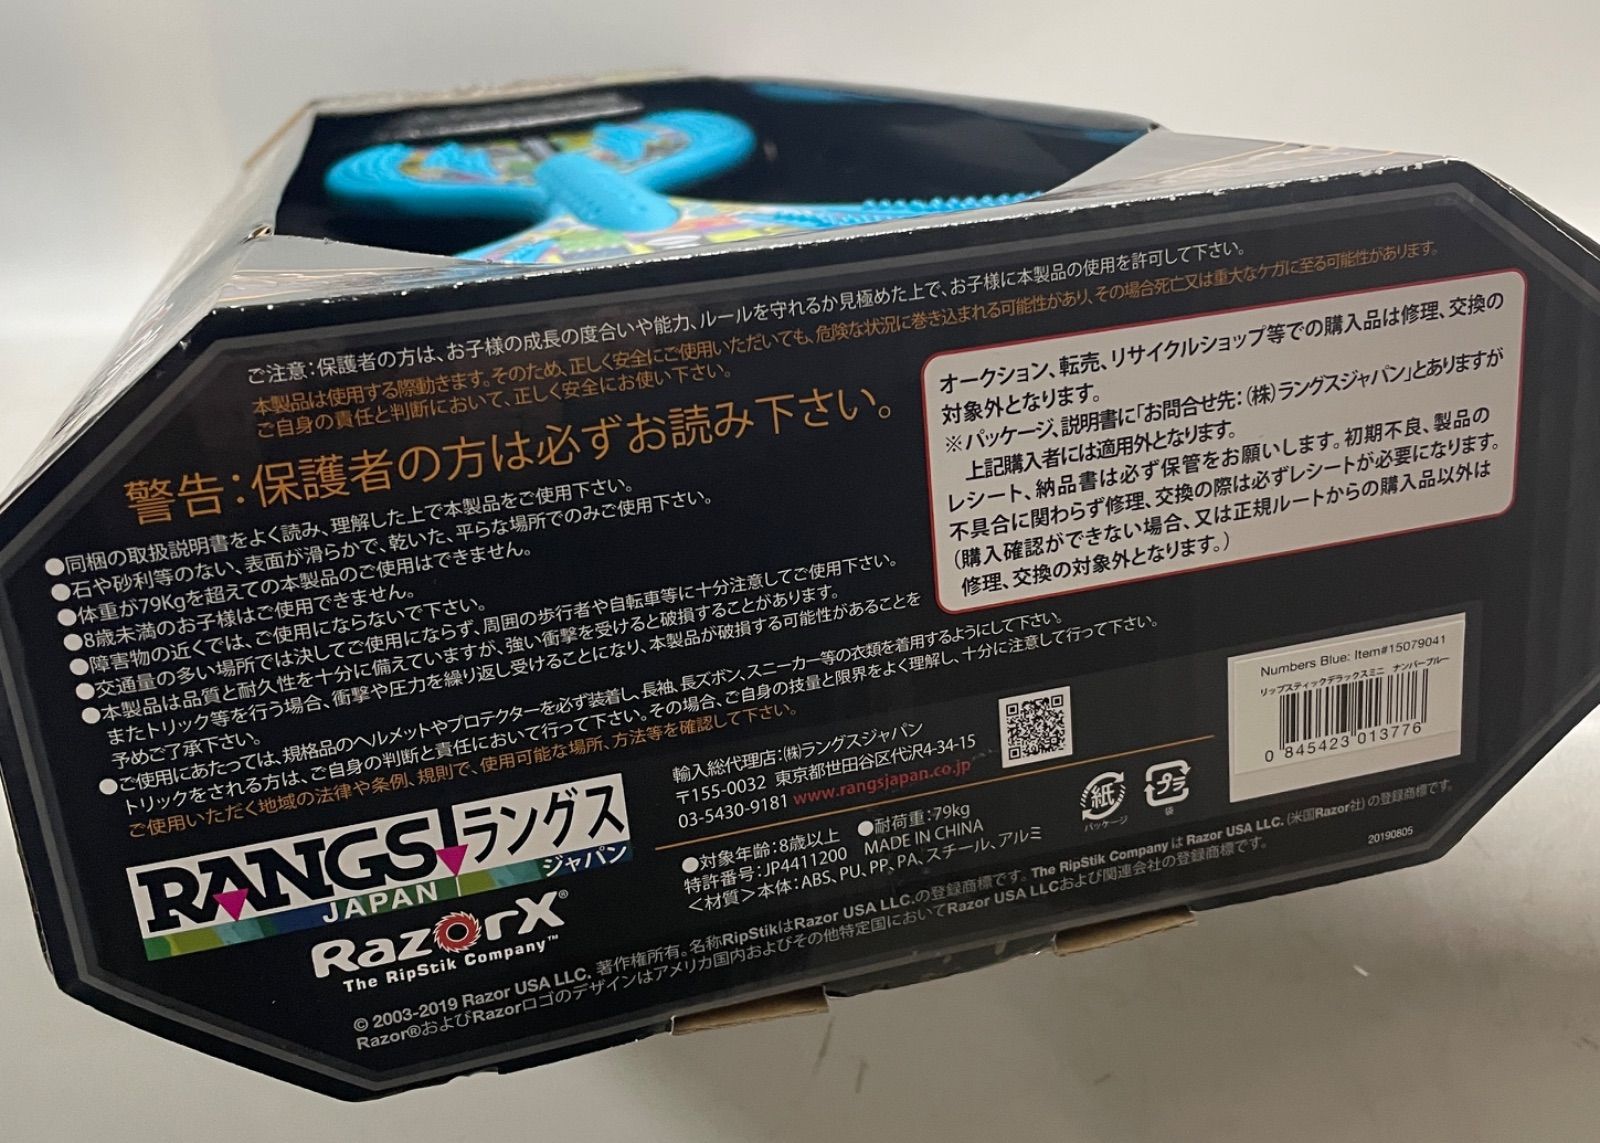 ご注意：保護者の方は、お子様の成長の度合いや能力、ルールを守れるか見極めた上で、お子様に本製品の使用を許可して下さい。
本製品は使用する際動きます。そのため、正しく安全にご使用いただいても、危険な状況に巻き込まれる可能性があり、その場合死亡又は重大なケガに至る可能性があります。
ご自身の責任と判断において、正しく安全にお使い下さい。
警告：保護者の方は必ずお読み下さい。
●同梱の取扱説明書をよく読み、理解した上で本製品をご使用下さい。
●石や砂利等のない、表面が滑らかで、乾いた、平らな場所でのみご使用下さい。
●体重が79Kgを超えての本製品のご使用はできません。
●8歳未満のお子様はご使用できません。
●障害物の近くでは、ご使用にならないで下さい。
●交通量の多い場所では決してご使用にならず、周囲の歩行者や自転車等に十分注意してご使用下さい。
●本製品は品質と耐久性を十分に備えていますが、強い衝撃を受けると破損することがあります。
またトリック等を行う場合、衝撃や圧力を繰り返し受けることになり、本製品が破損する可能性があることを
予めご了承下さい。
●ご使用にあたっては、規格品のヘルメットやプロテクターを必ず装着し、長袖、長ズボン、スニーカー等の衣類を着用するようにして下さい。
トリックをされる方は、ご自身の判断と責任において行って下さい。その場合、ご自身の技量と限界をよく理解し、十分に注意して行って下さい。
ご使用いただく地域の法律や条例、規則で、使用可能な場所、方法等を確認して下さい。
オークション、転売、リサイクルショップ等での購入品は修理、交換の
対象外となります。
※パッケージ、説明書に「お問合せ先：(株)ラングスジャパン」とありますが
上記購入者には適用外となります。
レシート、納品書は必ず保管をお願いします。初期不良、製品の
不具合に関わらず修理、交換の際は必ずレシートが必要になります。
(購入確認ができない場合、又は正規ルートからの購入品以外は
修理、交換の対象外となります。)
Numbers Blue: Item#15079041
リップスティックデラックスミニ ナンバーブルー
0 845423 013776
RANGS ラングス
JAPAN ジャパン
RazorX®
The RipStik Company™
輸入総代理店：(株)ラングスジャパン
〒155-0032 東京都世田谷区代沢4-34-15
03-5430-9181 www.rangsjapan.co.jp
●対象年齢：8歳以上 ●耐荷重：79kg
特許番号：JP4411200 MADE IN CHINA
＜材質＞本体：ABS、PU、PP、PA、スチール、アルミ
紙
パッケージ
プラ
袋
© 2003-2019 Razor USA LLC. 著作権所有。名称RipStikはRazor USA LLC.の登録商標です。The RipStik Company は Razor USA LLC. (米国Razor社) の登録商標です。
Razor®およびRazorロゴのデザインはアメリカ国内およびその他特定国においてRazor USA LLCおよび関連会社の登録商標です。
20190805